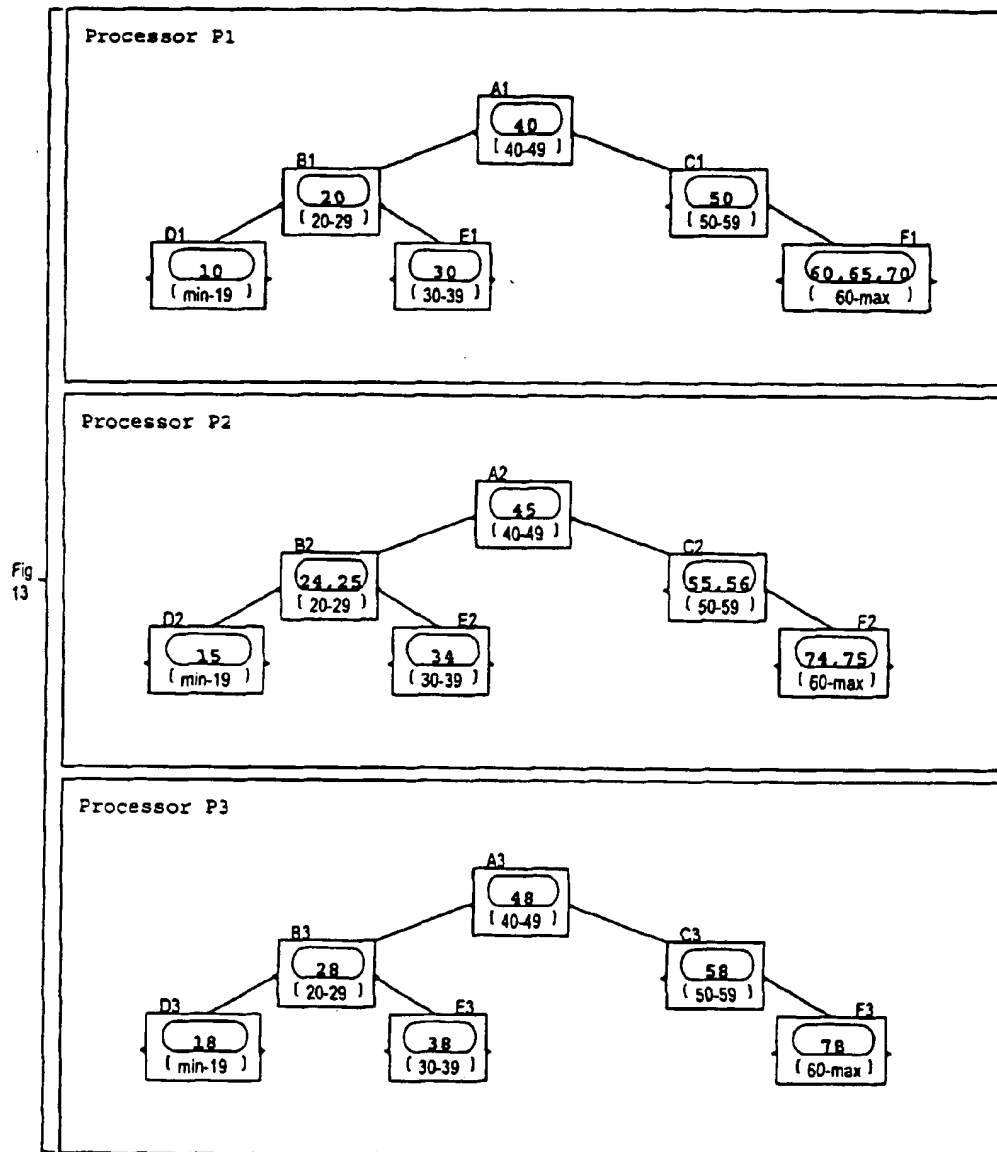 Processor P1
A1
40
( 40-49 )
B1
20
( 20-29 )
C1
50
( 50-59 )
D1
10
( min-19 )
E1
30
( 30-39 )
F1
60,65,70
( 60-max )
Processor P2
A2
45
( 40-49 )
B2
24,25
( 20-29 )
C2
55,56
( 50-59 )
Fig
13
D2
15
( min-19 )
E2
34
( 30-39 )
F2
74,75
( 60-max )
Processor P3
A3
48
( 40-49 )
B3
28
( 20-29 )
C3
58
( 50-59 )
D3
18
( min-19 )
E3
38
( 30-39 )
F3
78
( 60-max )